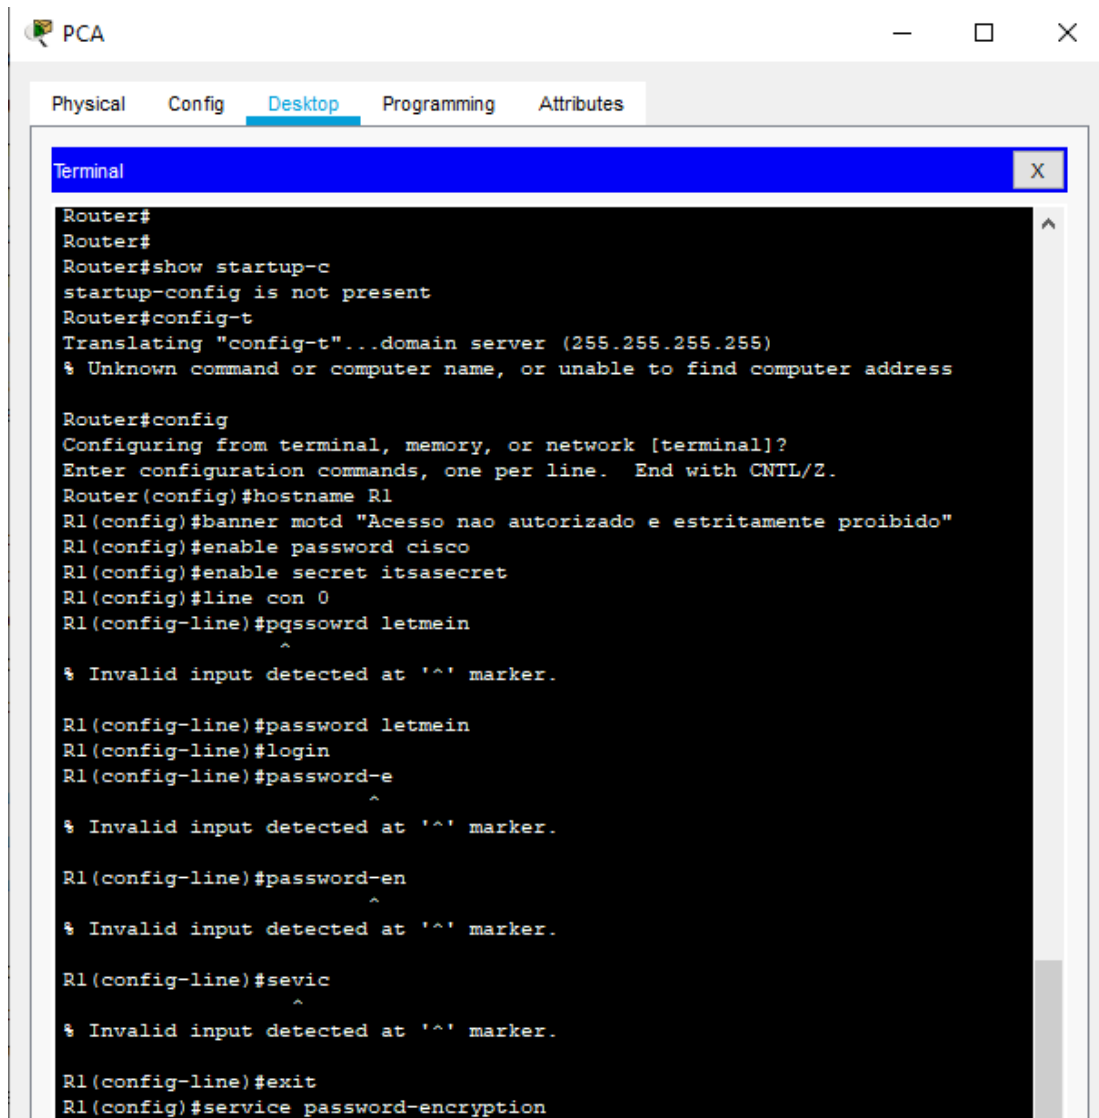 PCA
Physical Config Desktop Programming Attributes
Terminal X
Router#
Router#
Router#show startup-c
startup-config is not present
Router#config-t
Translating "config-t"...domain server (255.255.255.255)
% Unknown command or computer name, or unable to find computer address
Router#config
Configuring from terminal, memory, or network [terminal]?
Enter configuration commands, one per line.  End with CNTL/Z.
Router(config)#hostname R1
R1(config)#banner motd "Acesso nao autorizado e estritamente proibido"
R1(config)#enable password cisco
R1(config)#enable secret itsasecret
R1(config)#line con 0
R1(config-line)#pqssowrd letmein
^
% Invalid input detected at '^' marker.
R1(config-line)#password letmein
R1(config-line)#login
R1(config-line)#password-e
^
% Invalid input detected at '^' marker.
R1(config-line)#password-en
^
% Invalid input detected at '^' marker.
R1(config-line)#sevic
^
% Invalid input detected at '^' marker.
R1(config-line)#exit
R1(config)#service password-encryption